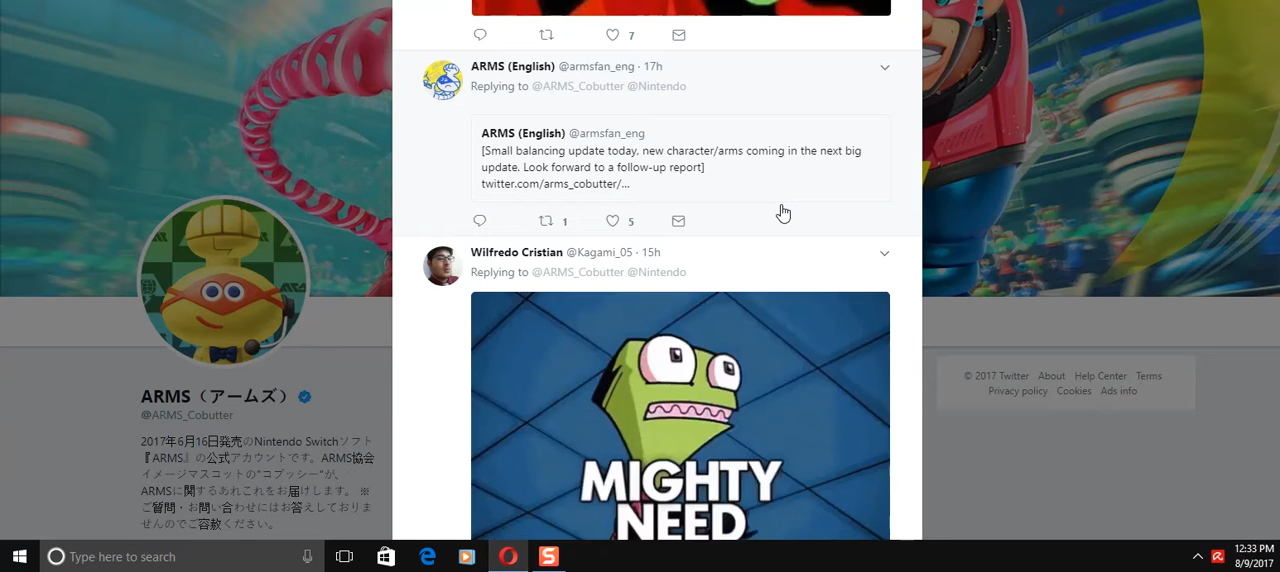 7
ARMS (English) @armsfan_eng · 17h
Replying to @ARMS_Cobutter @Nintendo
ARMS (English) @armsfan_eng
[Small balancing update today, new character/arms coming in the next big
update. Look forward to a follow-up report]
twitter.com/arms_cobutter/...
1 5
Wilfredo Cristian @Kagami_05 · 15h
Replying to @ARMS_Cobutter @Nintendo
MIGHTY
NEED
ARMS（アームズ）
@ARMS_Cobutter
2017年6月16日発売のNintendo Switchソフト
『ARMS』の公式アカウントです。ARMS協会
イメージマスコットの“コブッシー”が、
ARMSに関するあれこれをお届けします。 ※
ご質問・お問い合わせにはお答えしておりま
せんのでご容赦ください。
© 2017 Twitter About Help Center Terms
Privacy policy Cookies Ads info
Type here to search
S
12:33 PM
8/9/2017